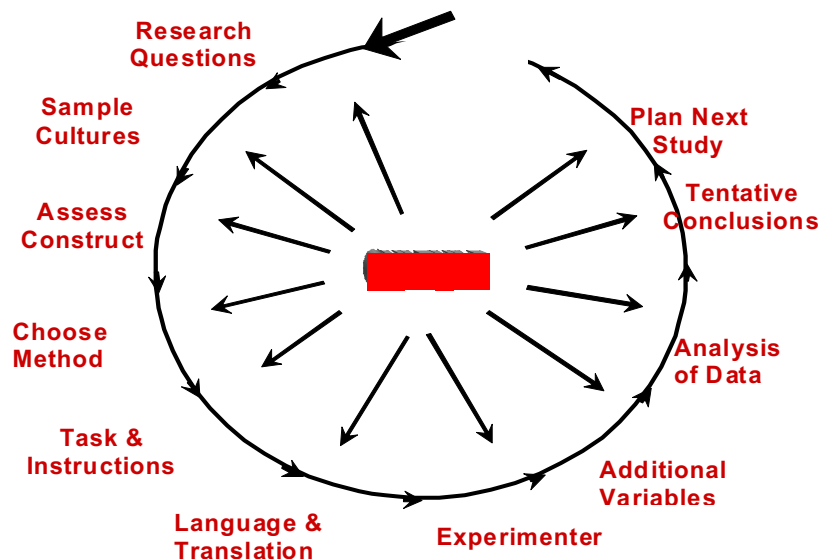 Research
Questions
Sample
Cultures
Assess
Construct
Choose
Method
Task &
Instructions
Language &
Translation
Experimenter
Additional
Variables
Analysis
of Data
Tentative
Conclusions
Plan Next
Study